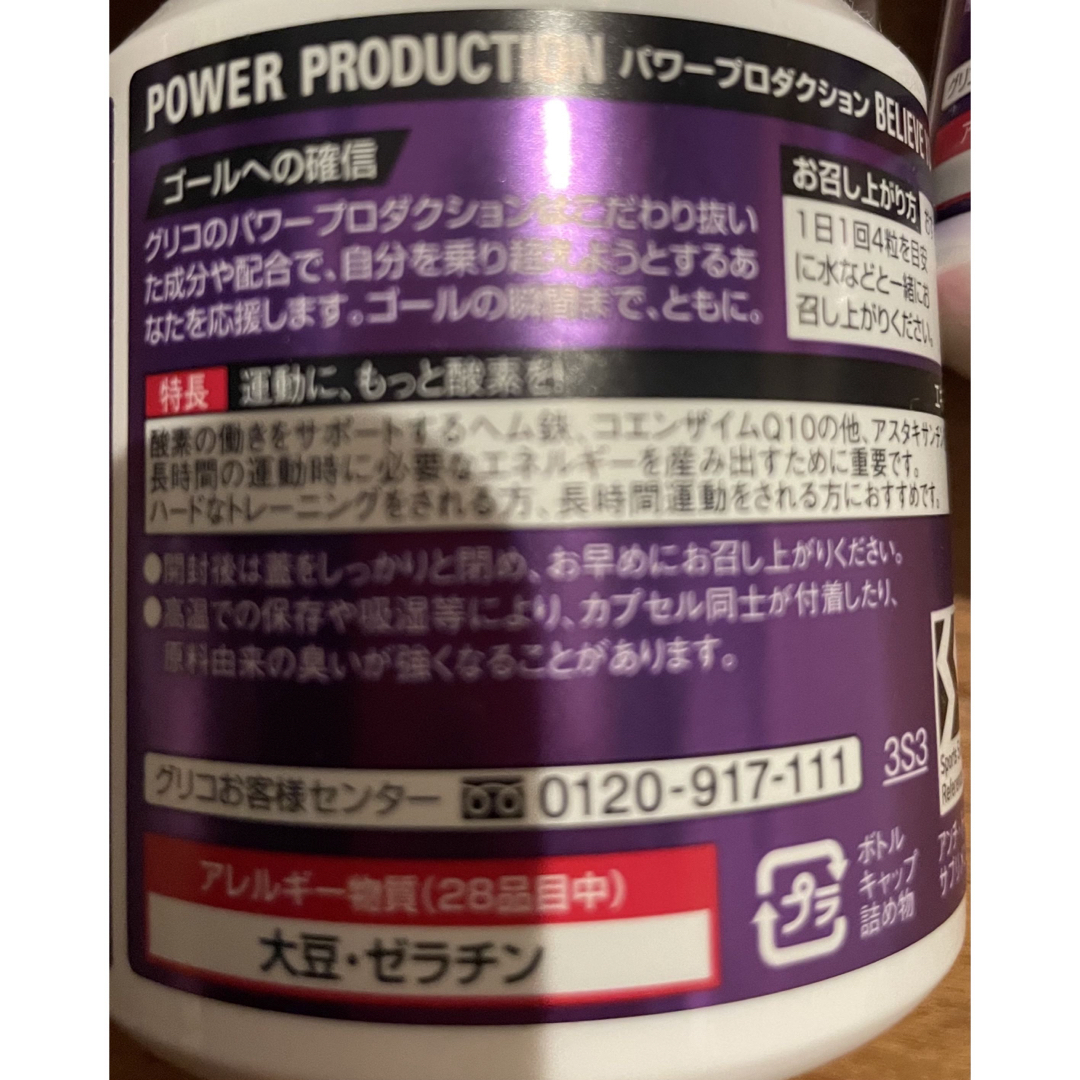 POWER PRODUCTION パワープロダクション BELIEVE
ゴールへの確信
グリコのパワープロダクションはこだわり抜い
た成分や配合で、自分を乗り超えようとするあ
なたを応援します。ゴールの瞬間まで、ともに。
お召し上がり方
1日1回4粒を目安
に水などと一緒にお
召し上がりください。
特長 運動に、もっと酸素を!
酸素の働きをサポートするヘム鉄、コエンザイムQ10の他、アスタキサンチン
長時間の運動時に必要なエネルギーを産み出すために重要です。
ハードなトレーニングをされる方、長時間運動をされる方におすすめです。
●開封後は蓋をしっかりと閉め、お早めにお召し上がりください。
●高温での保存や吸湿等により、カプセル同士が付着したり、
原料由来の臭いが強くなることがあります。
グリコお客様センター 0120-917-111
3S3
アレルギー物質(28品目中)
大豆・ゼラチン
プラ
ボトル
キャップ
詰め物
Sports